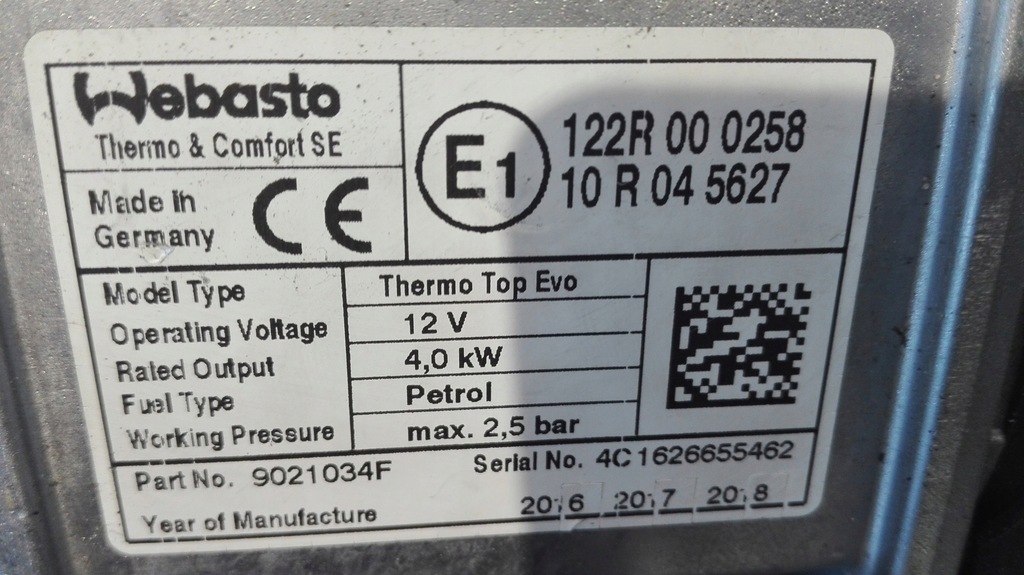 Webasto
Thermo & Comfort SE
Made in
Germany
CE
E1
122R 00 0258
10 R 04 5627
Model Type Thermo Top Evo
Operating Voltage 12 V
Rated Output 4,0 kW
Fuel Type Petrol
Working Pressure max. 2,5 bar
Part No. 9021034F Serial No. 4C1626655462
Year of Manufacture 2016 2017 2018